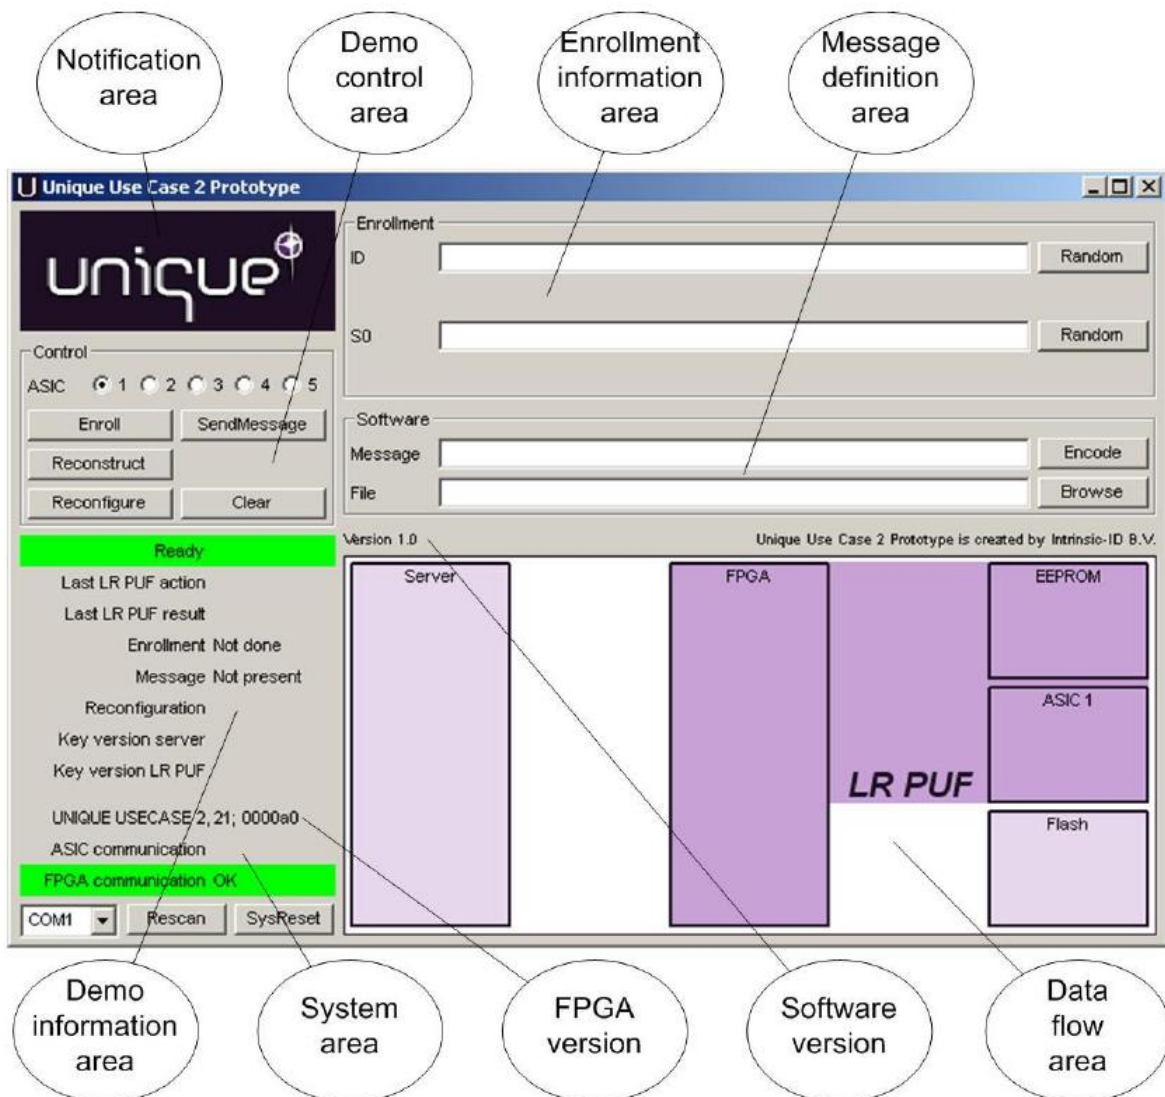 Notification
area
Demo
control
area
Enrollment
information
area
Message
definition
area
Unique Use Case 2 Prototype
unique
Enrollment
ID
Random
S0
Random
Control
ASIC 1 2 3 4 5
Enroll SendMessage
Reconstruct
Reconfigure Clear
Software
Message
Encode
File
Browse
Ready
Last LR PUF action
Last LR PUF result
Enrollment Not done
Message Not present
Reconfiguration
Key version server
Key version LR PUF
UNIQUE USECASE 2, 21; 0000a0
ASIC communication
FPGA communication OK
COM1 Rescan SysReset
Version 1.0
Unique Use Case 2 Prototype is created by Intrinsic-ID B.V.
Server
FPGA
EEPROM
ASIC 1
LR PUF
Flash
Demo
information
area
System
area
FPGA
version
Software
version
Data
flow
area